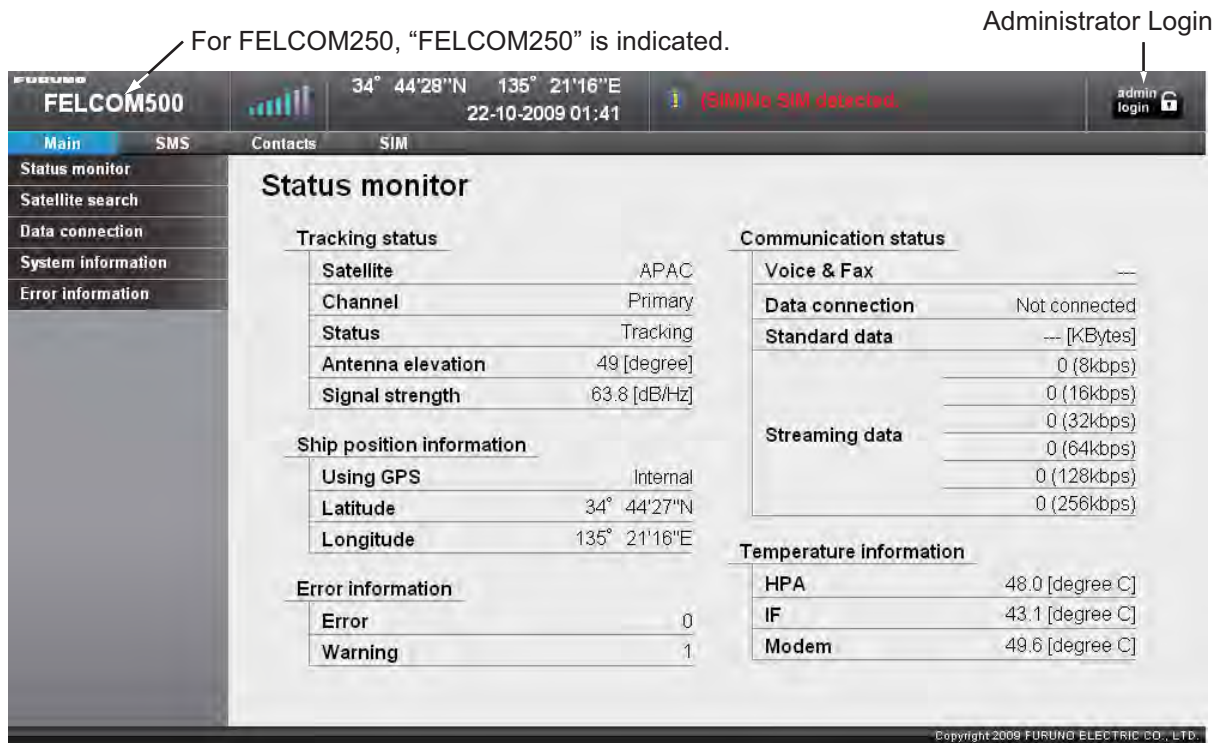 Administrator Login
For FELCOM250, “FELCOM250” is indicated.
FURUNO
FELCOM500
34° 44'28"N 135° 21'16"E
22-10-2009 01:41
! (SIM)No SIM detected.
admin
login
Main SMS Contacts SIM
Status monitor
Satellite search
Data connection
System information
Error information
Status monitor
Tracking status
Satellite APAC
Channel Primary
Status Tracking
Antenna elevation 49 [degree]
Signal strength 63.8 [dB/Hz]
Ship position information
Using GPS Internal
Latitude 34° 44'27"N
Longitude 135° 21'16"E
Error information
Error 0
Warning 1
Communication status
Voice & Fax ---
Data connection Not connected
Standard data --- [KBytes]
Streaming data
0 (8kbps)
0 (16kbps)
0 (32kbps)
0 (64kbps)
0 (128kbps)
0 (256kbps)
Temperature information
HPA 48.0 [degree C]
IF 43.1 [degree C]
Modem 49.6 [degree C]
Copyright 2009 FURUNO ELECTRIC CO., LTD.